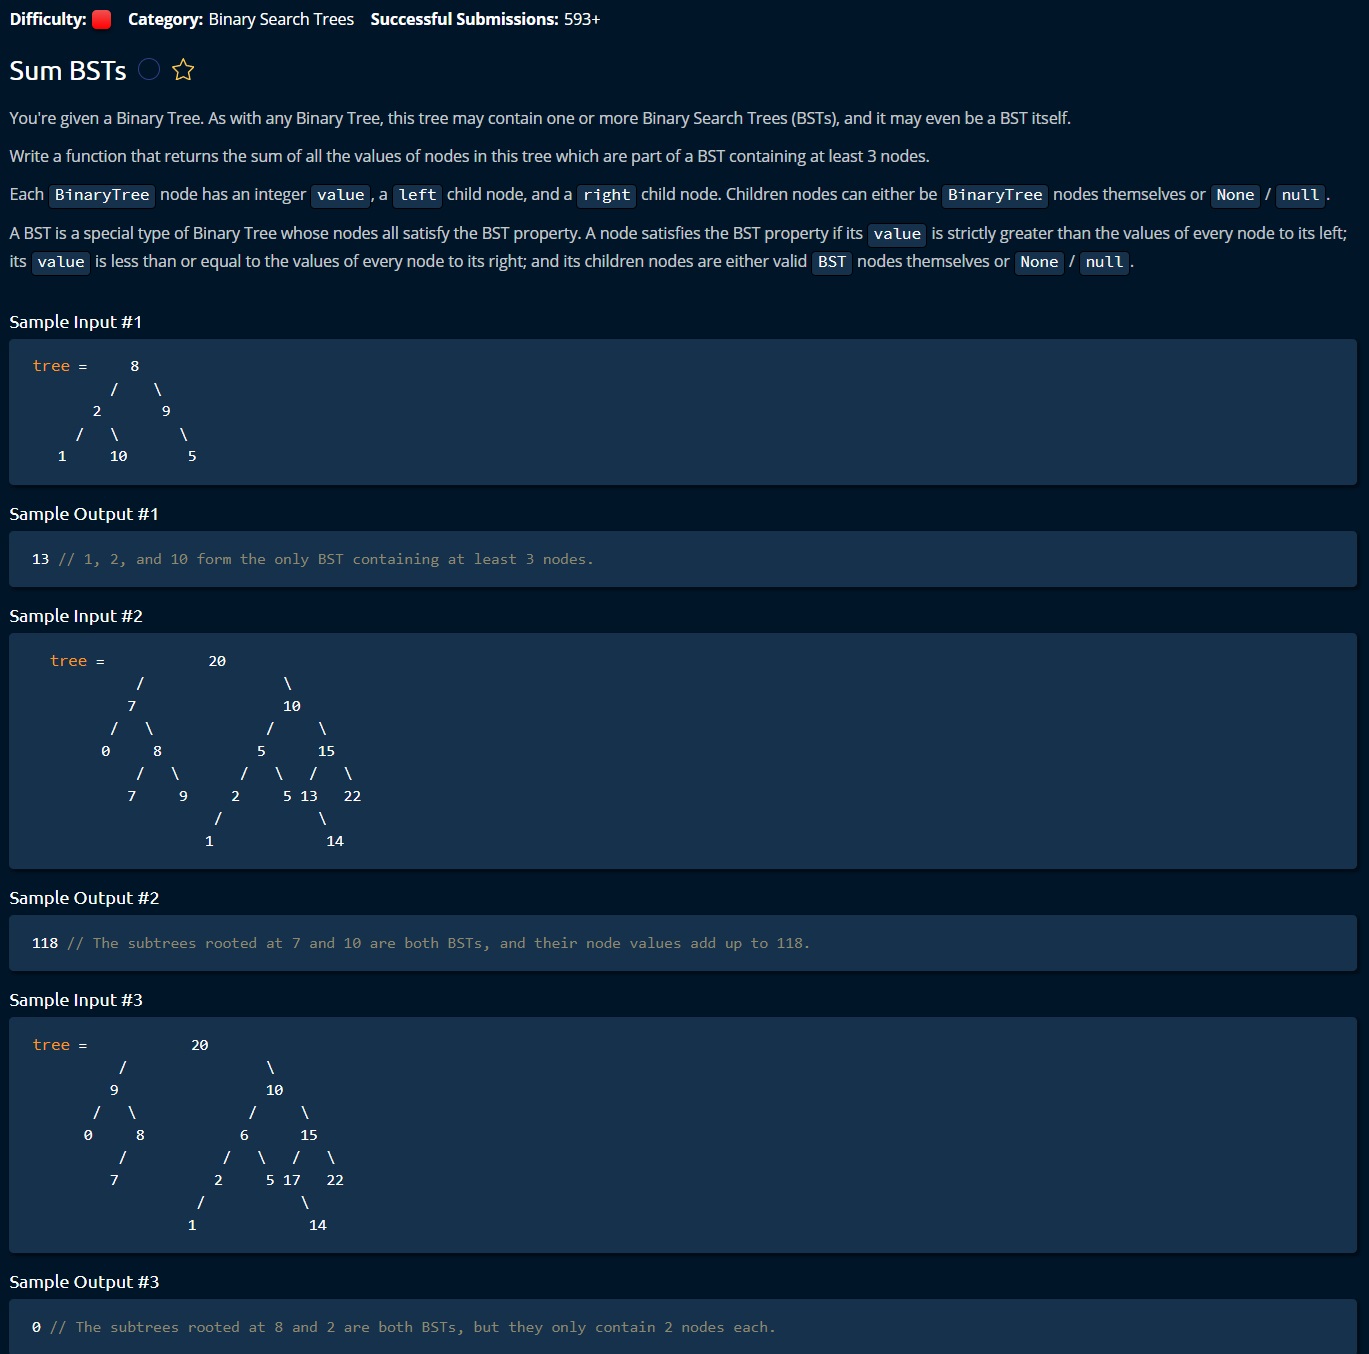 Difficulty: Category: Binary Search Trees Successful Submissions: 593+
Sum BSTs
You're given a Binary Tree. As with any Binary Tree, this tree may contain one or more Binary Search Trees (BSTs), and it may even be a BST itself.
Write a function that returns the sum of all the values of nodes in this tree which are part of a BST containing at least 3 nodes.
Each BinaryTree node has an integer value , a left child node, and a right child node. Children nodes can either be BinaryTree nodes themselves or None / null .
A BST is a special type of Binary Tree whose nodes all satisfy the BST property. A node satisfies the BST property if its value is strictly greater than the values of every node to its left;
its value is less than or equal to the values of every node to its right; and its children nodes are either valid BST nodes themselves or None / null .
Sample Input #1
tree = 8
/ \
2 9
/ \ \
1 10 5
Sample Output #1
13 // 1, 2, and 10 form the only BST containing at least 3 nodes.
Sample Input #2
tree = 20
/ \
7 10
/ \ / \
0 8 5 15
/ \ / \ / \
7 9 2 5 13 22
/ \
1 14
Sample Output #2
118 // The subtrees rooted at 7 and 10 are both BSTs, and their node values add up to 118.
Sample Input #3
tree = 20
/ \
9 10
/ \ / \
0 8 6 15
/ / \ / \
7 2 5 17 22
/ \
1 14
Sample Output #3
0 // The subtrees rooted at 8 and 2 are both BSTs, but they only contain 2 nodes each.